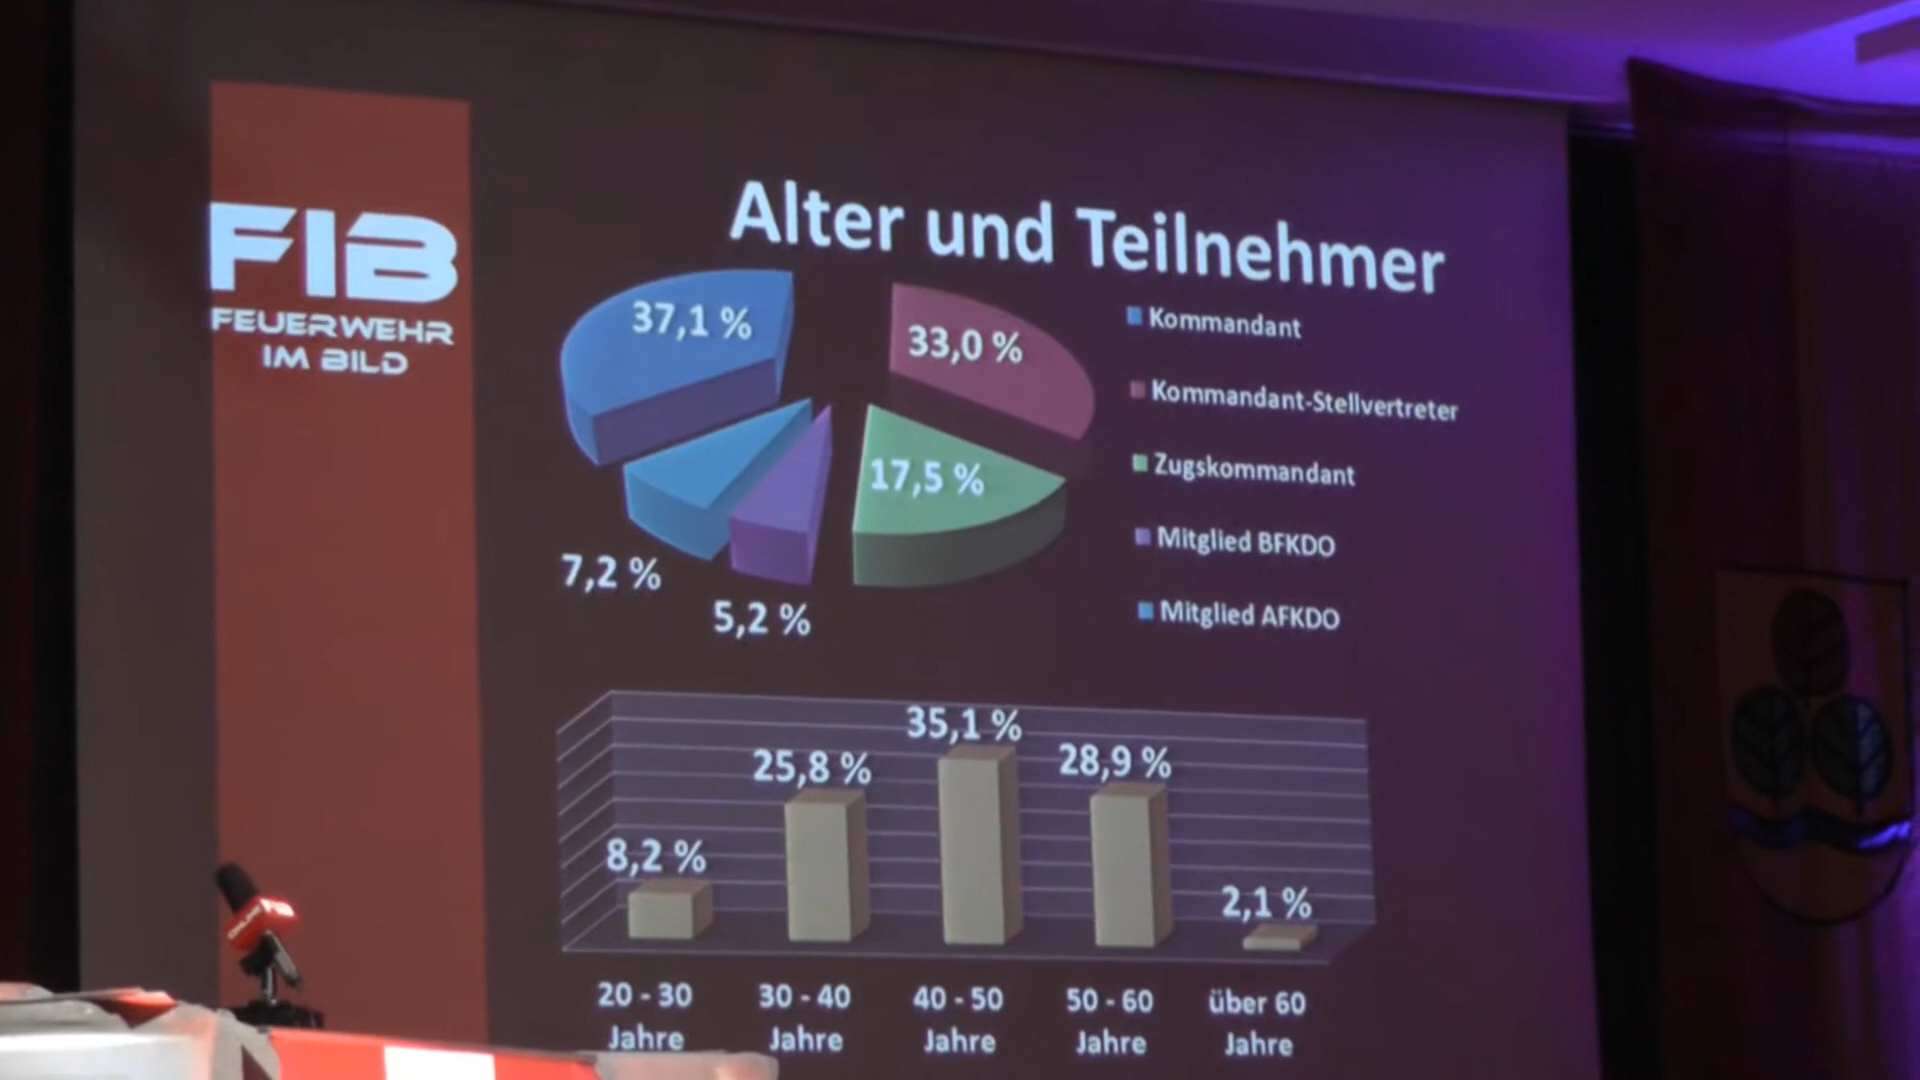 FIB
FEUERWEHR
IM BILD
Alter und Teilnehmer
37,1 %
33,0 %
17,5 %
7,2 %
5,2 %
Kommandant
Kommandant-Stellvertreter
Zugskommandant
Mitglied BFKDO
Mitglied AFKDO
8,2 %
25,8 %
35,1 %
28,9 %
2,1 %
20 - 30
Jahre
30 - 40
Jahre
40 - 50
Jahre
50 - 60
Jahre
über 60
Jahre